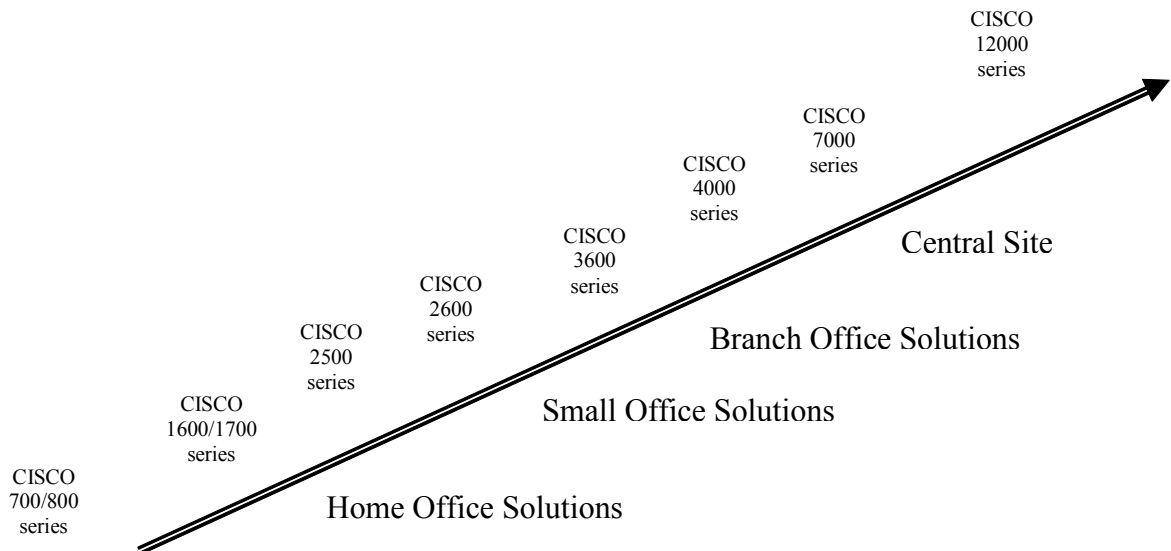 CISCO
12000
series
CISCO
7000
series
CISCO
4000
series
Central Site
CISCO
3600
series
CISCO
2600
series
Branch Office Solutions
CISCO
2500
series
Small Office Solutions
CISCO
1600/1700
series
CISCO
700/800
series
Home Office Solutions